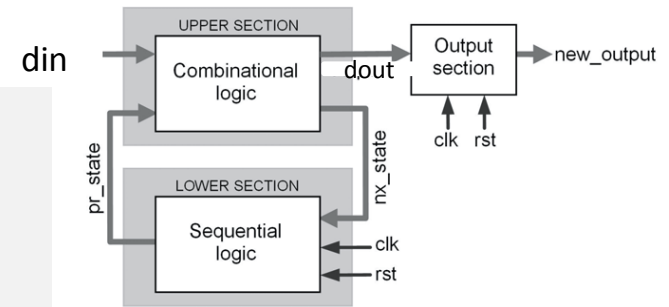 UPPER SECTION
din
Combinational
logic
dout
Output
section
new_output
clk
rst
pr_state
nx_state
LOWER SECTION
Sequential
logic
clk
rst